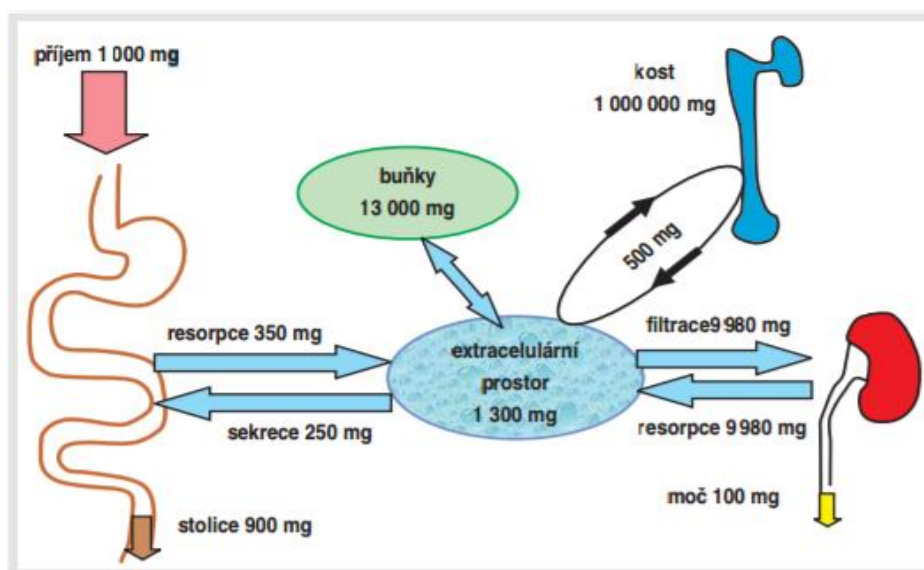 příjem 1 000 mg
kost
1 000 000 mg
buňky
13 000 mg
500 mg
resorpce 350 mg
extracelulární
prostor
1 300 mg
filtrace9 980 mg
sekrece 250 mg
resorpce 9 980 mg
moč 100 mg
stolice 900 mg